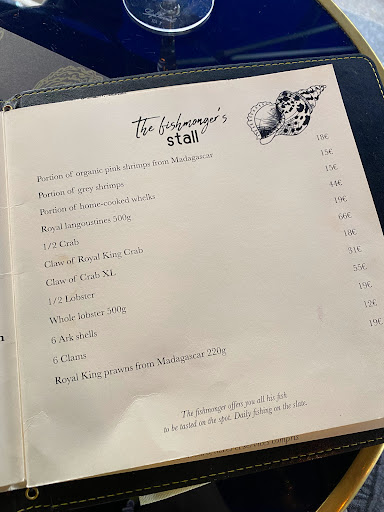 The fishmonger's
stall
Portion of organic pink shrimps from Madagascar 18€
Portion of grey shrimps 15€
Portion of home-cooked whelks 15€
Royal langoustines 500g 44€
1/2 Crab 19€
Claw of Royal King Crab 66€
Claw of Crab XL 18€
1/2 Lobster 31€
Whole lobster 500g 55€
6 Ark shells 19€
6 Clams 12€
Royal King prawns from Madagascar 220g 19€
The fishmonger offers you all his fish
to be tasted on the spot. Daily fishing on the slate.
compris